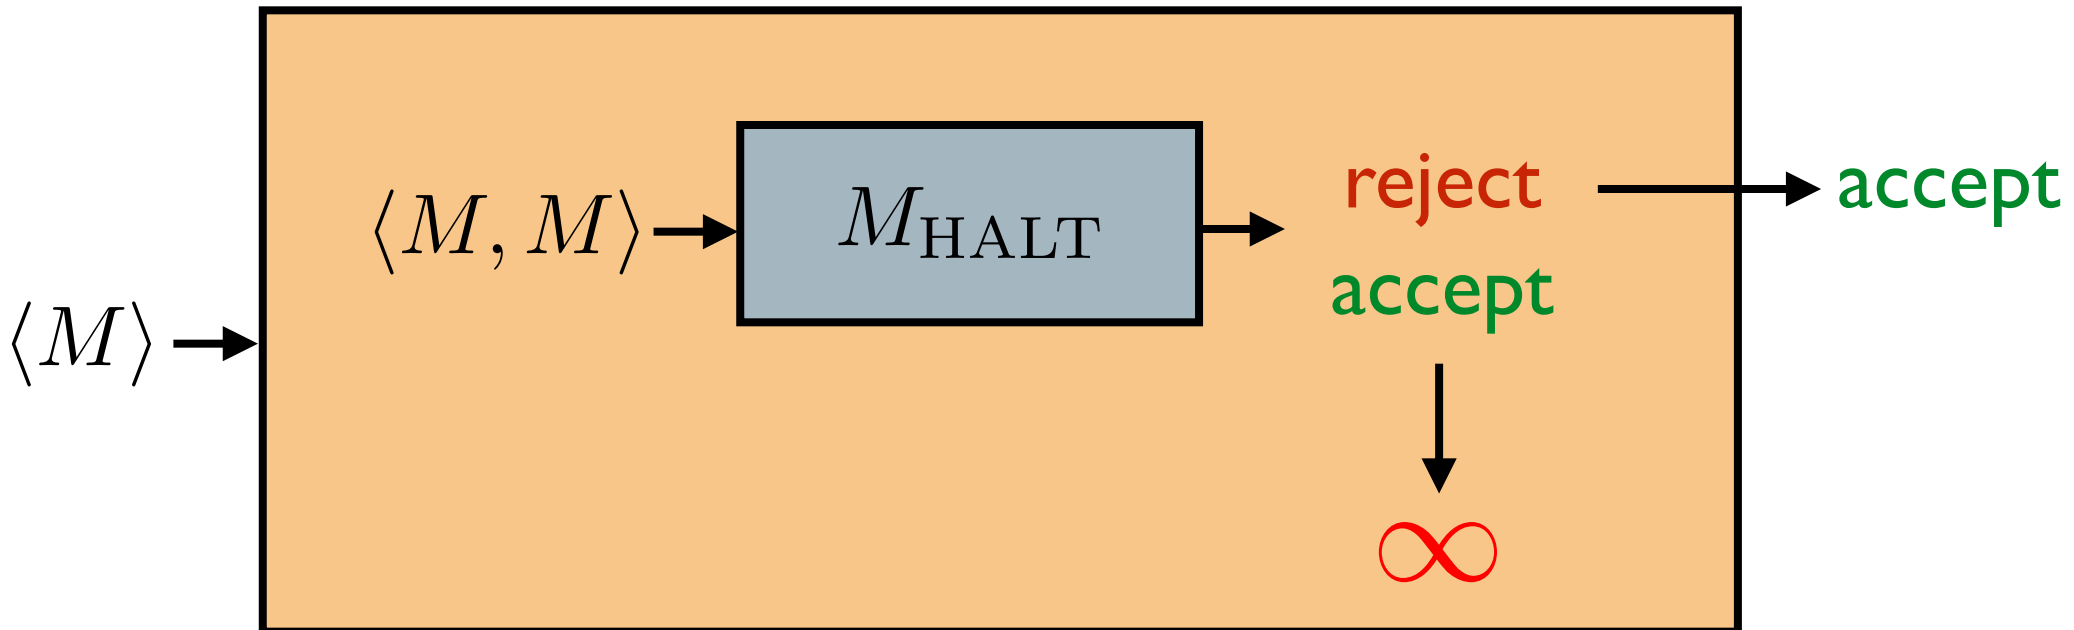 ⟨M⟩
⟨M, M⟩
M_HALT
reject
accept
accept
∞